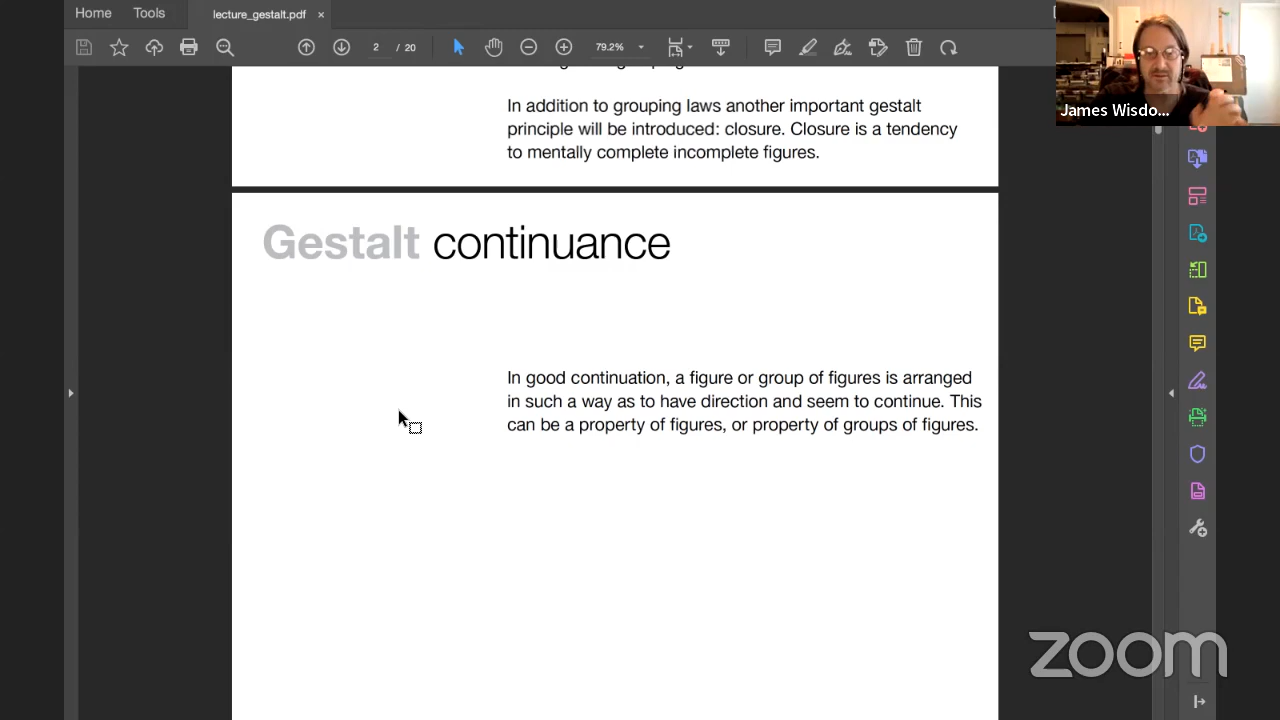 Home Tools lecture_gestalt.pdf ×
2 / 20 79.2%
James Wisdo...
In addition to grouping laws another important gestalt
principle will be introduced: closure. Closure is a tendency
to mentally complete incomplete figures.
Gestalt continuance
In good continuation, a figure or group of figures is arranged
in such a way as to have direction and seem to continue. This
can be a property of figures, or property of groups of figures.
zoom